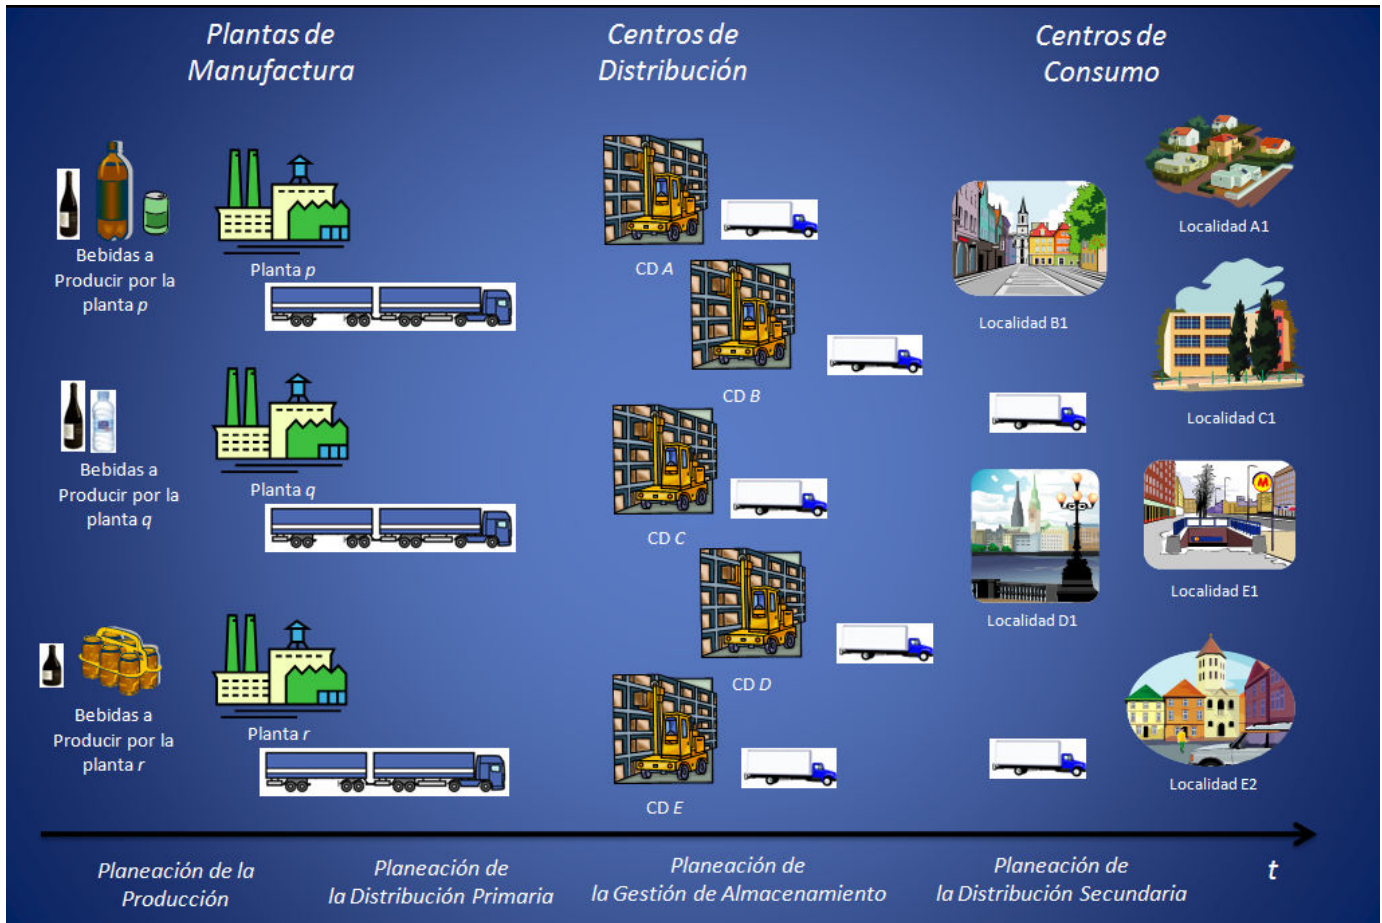 Plantas de
Manufactura
Centros de
Distribución
Centros de
Consumo
Bebidas a
Producir por la
planta p
Planta p
CD A
CD B
Localidad A1
Localidad B1
Localidad C1
Bebidas a
Producir por la
planta q
Planta q
CD C
CD D
Localidad D1
Localidad E1
M
Bebidas a
Producir por la
planta r
Planta r
CD E
Localidad E2
Planeación de la
Producción
Planeación de
la Distribución Primaria
Planeación de
la Gestión de Almacenamiento
Planeación de
la Distribución Secundaria
t